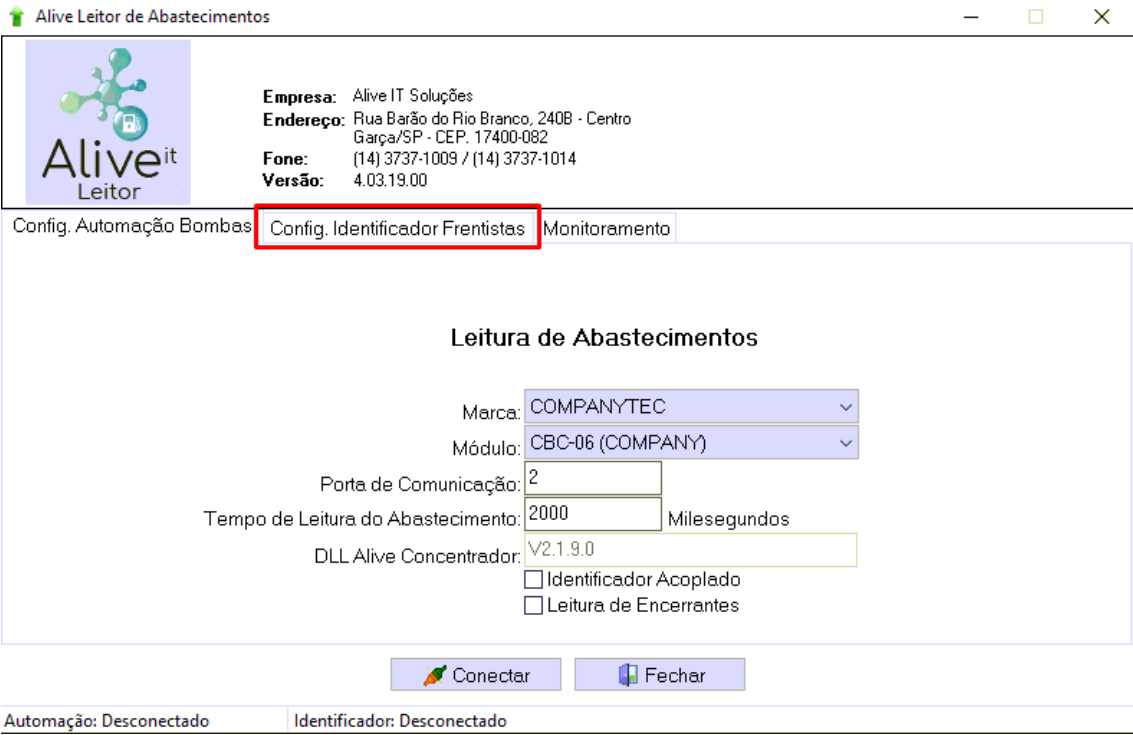 Alive Leitor de Abastecimentos
Alive it
Leitor
Empresa: Alive IT Soluções
Endereço: Rua Barão do Rio Branco, 240B - Centro
Garça/SP - CEP. 17400-082
Fone: (14) 3737-1009 / (14) 3737-1014
Versão: 4.03.19.00
Config. Automação Bombas Config. Identificador Frentistas Monitoramento
Leitura de Abastecimentos
Marca: COMPANYTEC
Módulo: CBC-06 (COMPANY)
Porta de Comunicação: 2
Tempo de Leitura do Abastecimento: 2000 Milesegundos
DLL Alive Concentrador: V2.1.9.0
Identificador Acoplado
Leitura de Encerrantes
Conectar Fechar
Automação: Desconectado Identificador: Desconectado